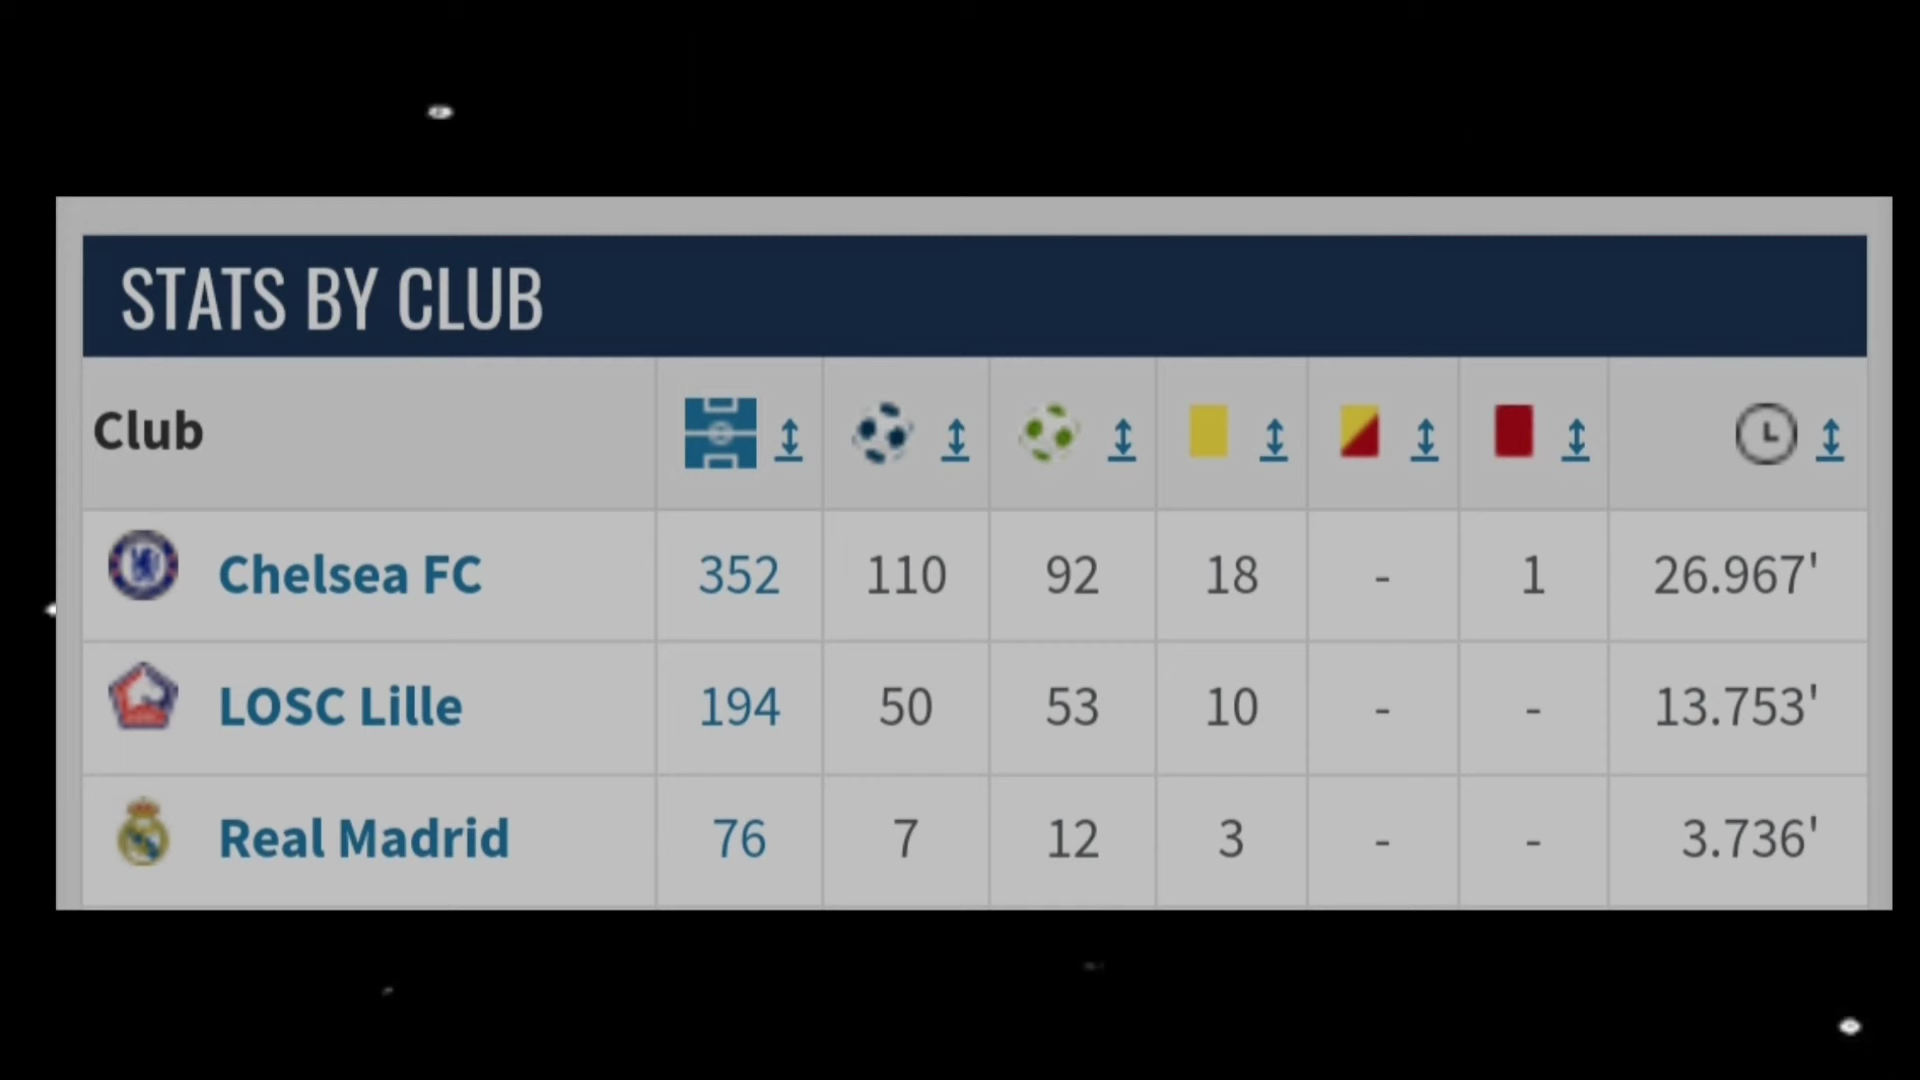 STATS BY CLUB
Club
Chelsea FC 352 110 92 18 - 1 26.967'
LOSC Lille 194 50 53 10 - - 13.753'
Real Madrid 76 7 12 3 - - 3.736'